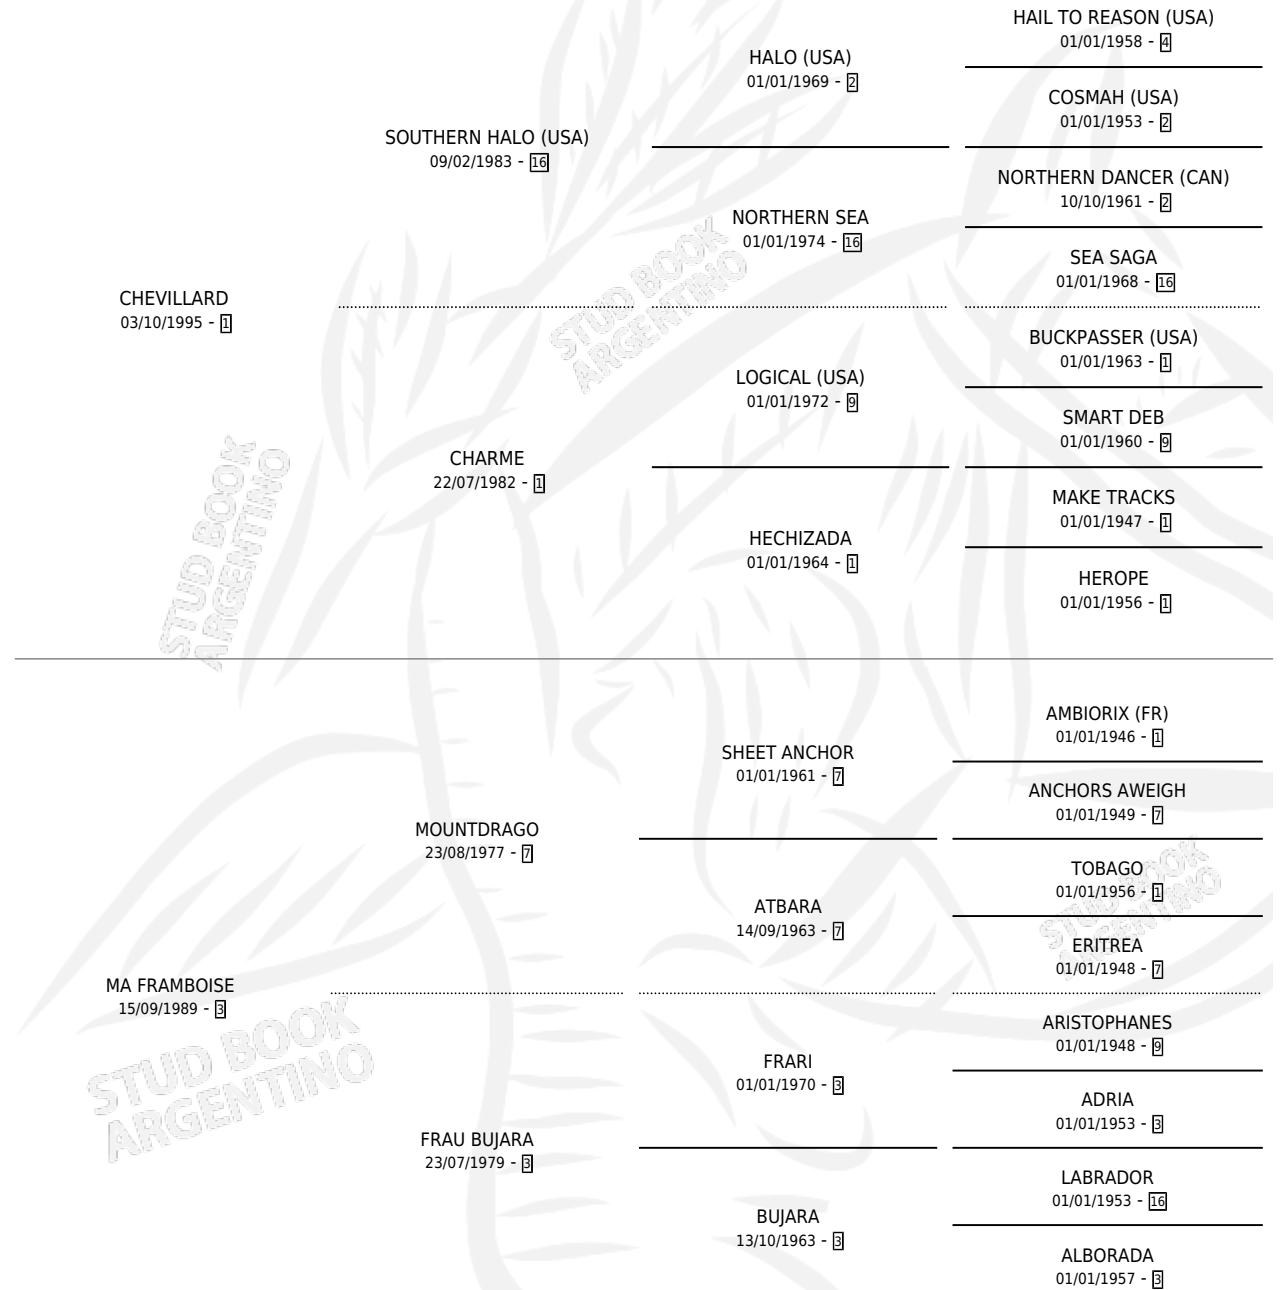 HAIL TO REASON (USA)
01/01/1958 - 4
HALO (USA)
01/01/1969 - 2
COSMAH (USA)
01/01/1953 - 2
SOUTHERN HALO (USA)
09/02/1983 - 16
NORTHERN DANCER (CAN)
10/10/1961 - 2
NORTHERN SEA
01/01/1974 - 16
SEA SAGA
01/01/1968 - 16
CHEVILLARD
03/10/1995 - 1
STUD BOOK
ARGENTINO
BUCKPASSER (USA)
01/01/1963 - 1
LOGICAL (USA)
01/01/1972 - 9
SMART DEB
01/01/1960 - 9
CHARME
22/07/1982 - 1
MAKE TRACKS
01/01/1947 - 1
HECHIZADA
01/01/1964 - 1
HEROPE
01/01/1956 - 1
STUD BOOK
ARGENTINO
AMBIORIX (FR)
01/01/1946 - 1
SHEET ANCHOR
01/01/1961 - 7
ANCHORS AWEIGH
01/01/1949 - 7
MOUNTDRAGO
23/08/1977 - 7
TOBAGO
01/01/1956 - 1
ATBARA
14/09/1963 - 7
ERITREA
01/01/1948 - 7
STUD BOOK
ARGENTINO
MA FRAMBOISE
15/09/1989 - 3
ARISTOPHANES
01/01/1948 - 9
FRARI
01/01/1970 - 3
ADRIA
01/01/1953 - 3
STUD BOOK
ARGENTINO
FRAU BUJARA
23/07/1979 - 3
LABRADOR
01/01/1953 - 16
BUJARA
13/10/1963 - 3
ALBORADA
01/01/1957 - 3